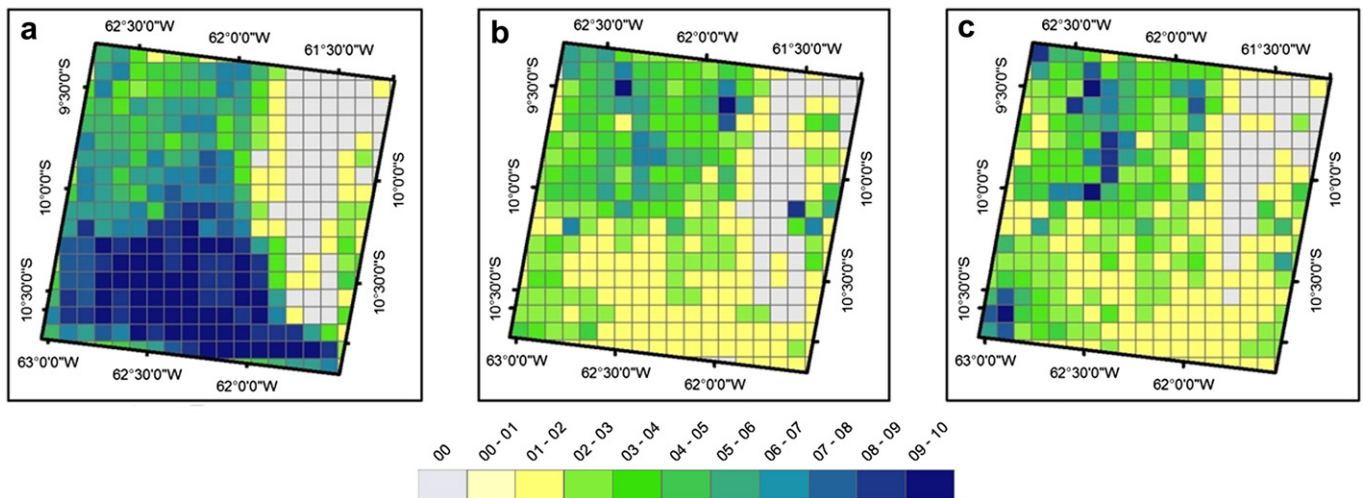 a
62°30'0"W
62°0'0"W
61°30'0"W
9°30'0"S
10°0'0"S
10°0'0"S
10°30'0"S
10°30'0"S
63°0'0"W
62°30'0"W
62°0'0"W
b
62°30'0"W
62°0'0"W
61°30'0"W
9°30'0"S
10°0'0"S
10°0'0"S
10°30'0"S
10°30'0"S
63°0'0"W
62°30'0"W
62°0'0"W
c
62°30'0"W
62°0'0"W
61°30'0"W
9°30'0"S
10°0'0"S
10°0'0"S
10°30'0"S
10°30'0"S
63°0'0"W
62°30'0"W
62°0'0"W
00
00 - 01
01 - 02
02 - 03
03 - 04
04 - 05
05 - 06
06 - 07
07 - 08
08 - 09
09 - 10